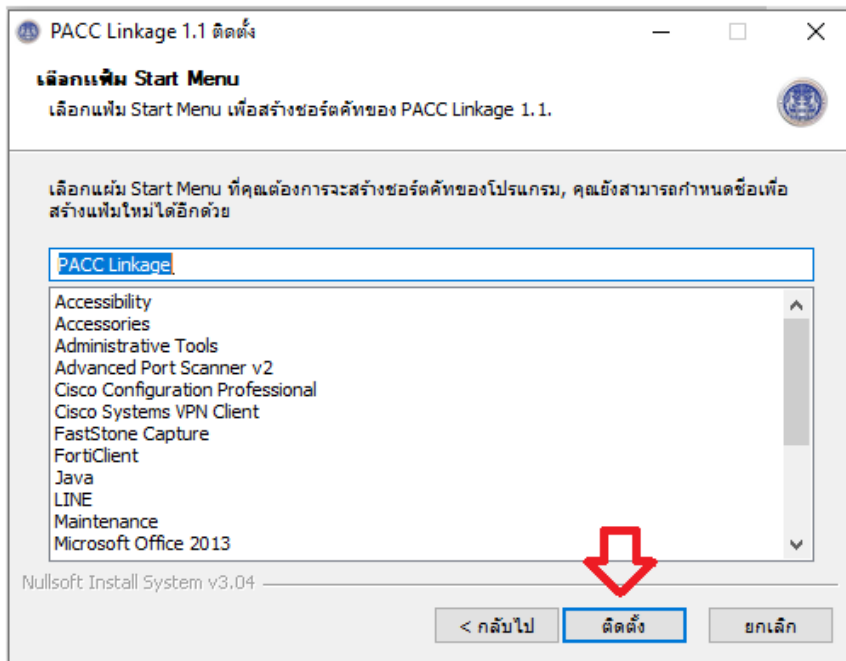 PACC Linkage 1.1 ติดตั้ง
เลือกแฟ้ม Start Menu
เลือกแฟ้ม Start Menu เพื่อสร้างชอร์ตคัทของ PACC Linkage 1.1.
เลือกแผ้ม Start Menu ที่คุณต้องการจะสร้างชอร์ตคัทของโปรแกรม, คุณยังสามารถกำหนดชื่อเพื่อ
สร้างแฟ้มใหม่ได้อีกด้วย
PACC Linkage
Accessibility
Accessories
Administrative Tools
Advanced Port Scanner v2
Cisco Configuration Professional
Cisco Systems VPN Client
FastStone Capture
FortiClient
Java
LINE
Maintenance
Microsoft Office 2013
Nullsoft Install System v3.04
< กลับไป
ติดตั้ง
ยกเลิก